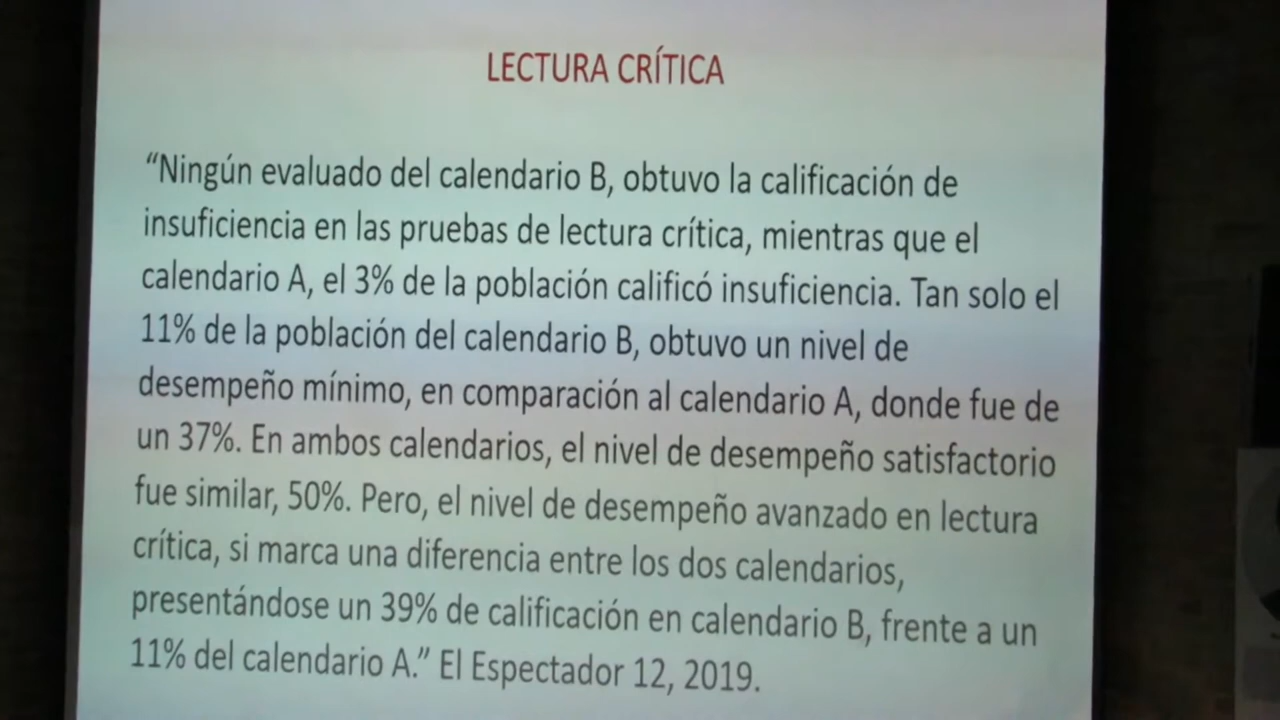 LECTURA CRÍTICA
“Ningún evaluado del calendario B, obtuvo la calificación de
insuficiencia en las pruebas de lectura crítica, mientras que el
calendario A, el 3% de la población calificó insuficiencia. Tan solo el
11% de la población del calendario B, obtuvo un nivel de
desempeño mínimo, en comparación al calendario A, donde fue de
un 37%. En ambos calendarios, el nivel de desempeño satisfactorio
fue similar, 50%. Pero, el nivel de desempeño avanzado en lectura
crítica, si marca una diferencia entre los dos calendarios,
presentándose un 39% de calificación en calendario B, frente a un
11% del calendario A.” El Espectador 12, 2019.